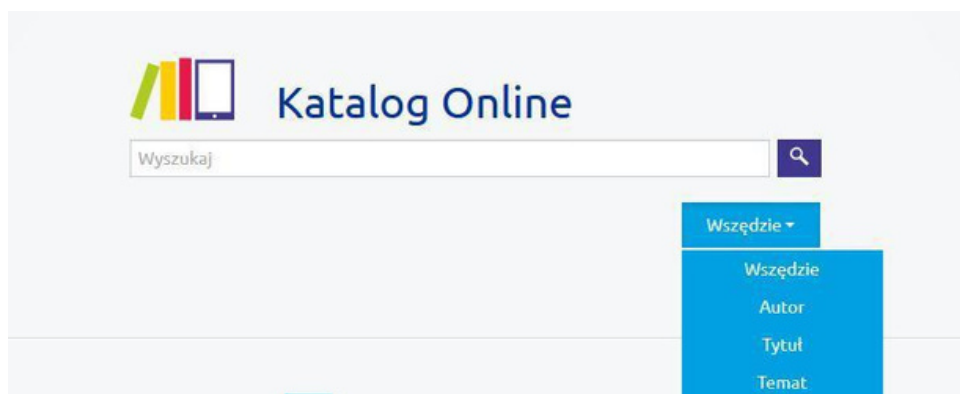 Katalog Online
Wyszukaj
Wszędzie
Wszędzie
Autor
Tytuł
Temat